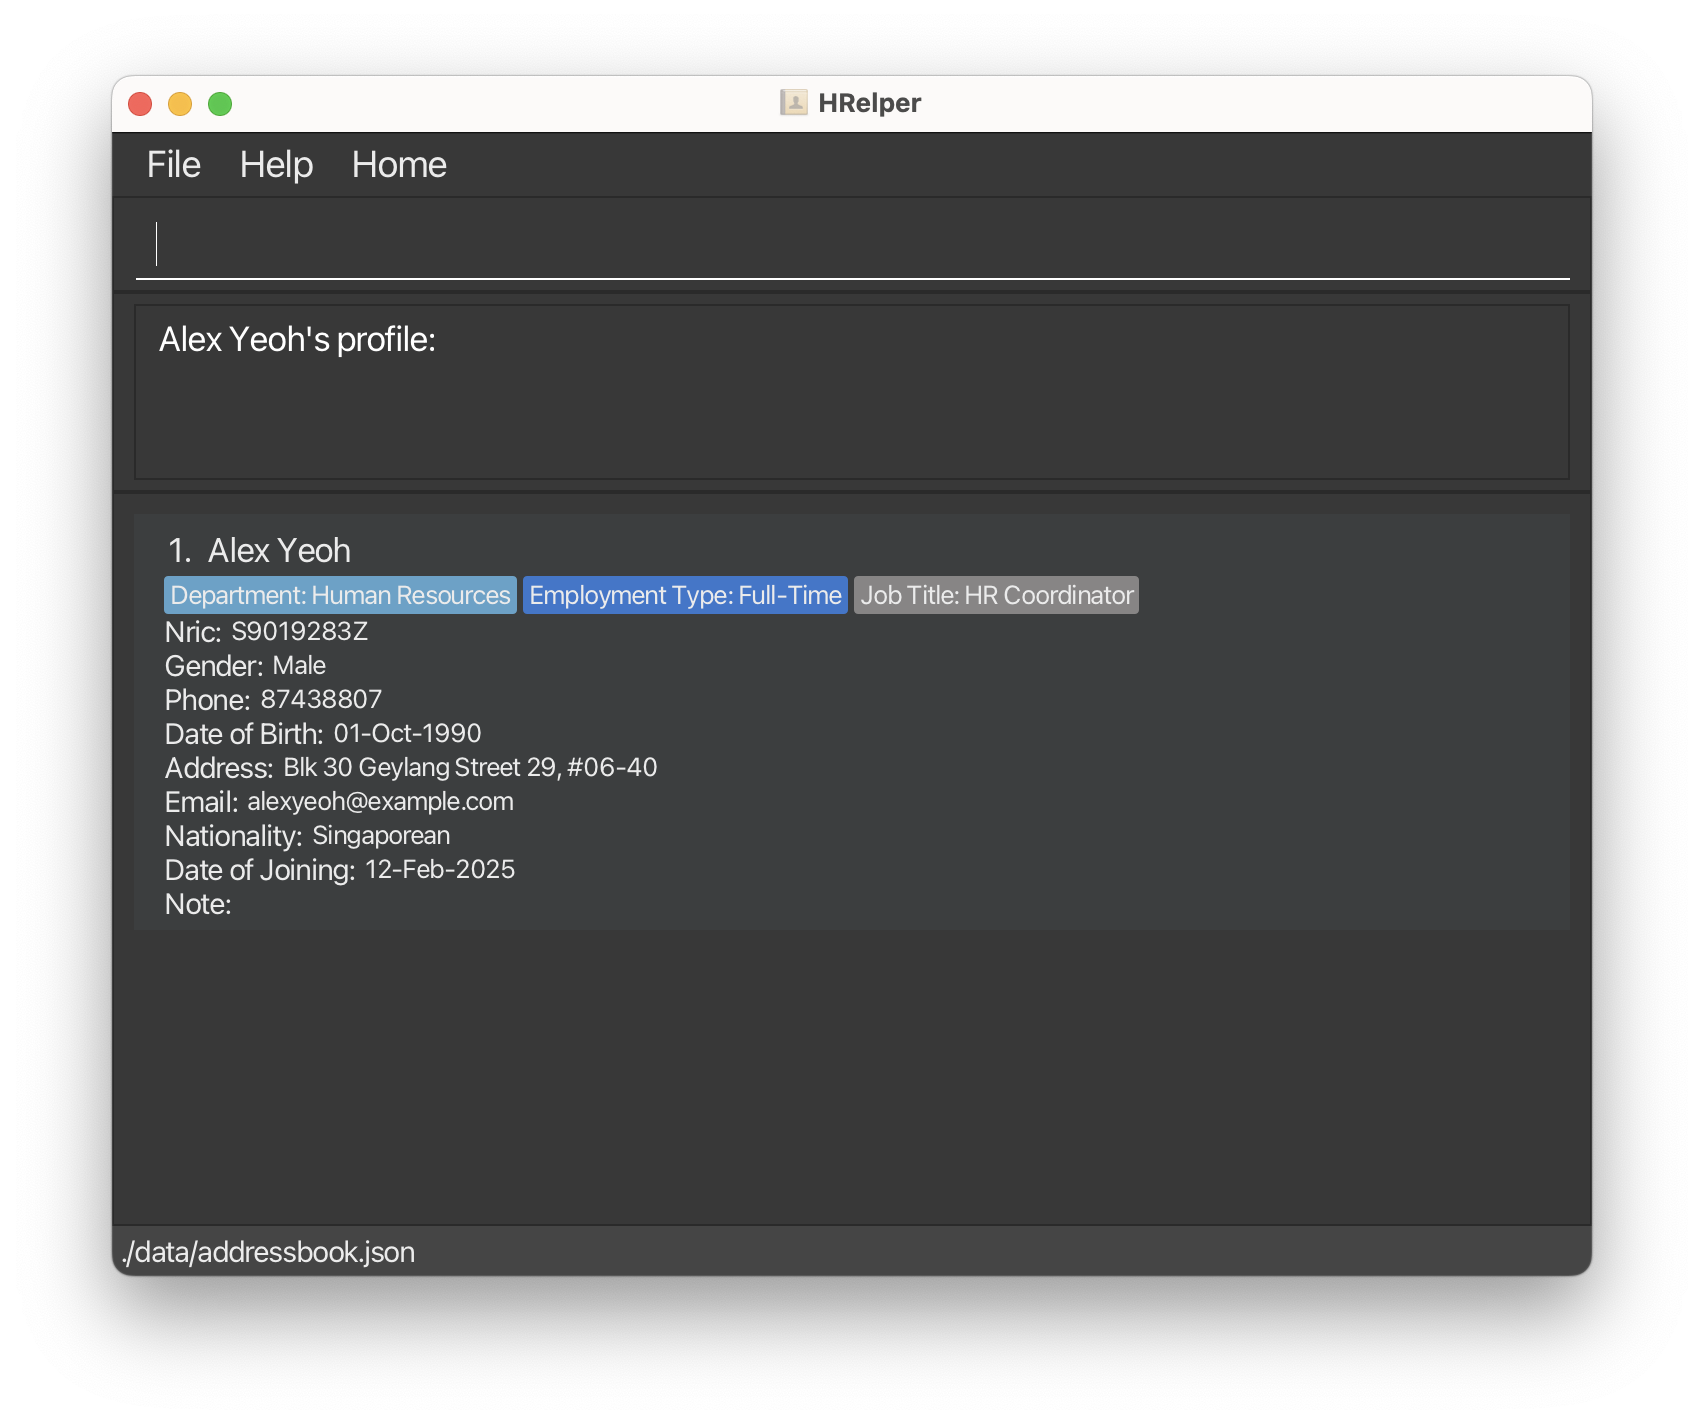 HRelper
File Help Home
Alex Yeoh's profile:
1. Alex Yeoh
Department: Human Resources Employment Type: Full-Time Job Title: HR Coordinator
Nric: S9019283Z
Gender: Male
Phone: 87438807
Date of Birth: 01-Oct-1990
Address: Blk 30 Geylang Street 29, #06-40
Email: alexyeoh@example.com
Nationality: Singaporean
Date of Joining: 12-Feb-2025
Note:
./data/addressbook.json